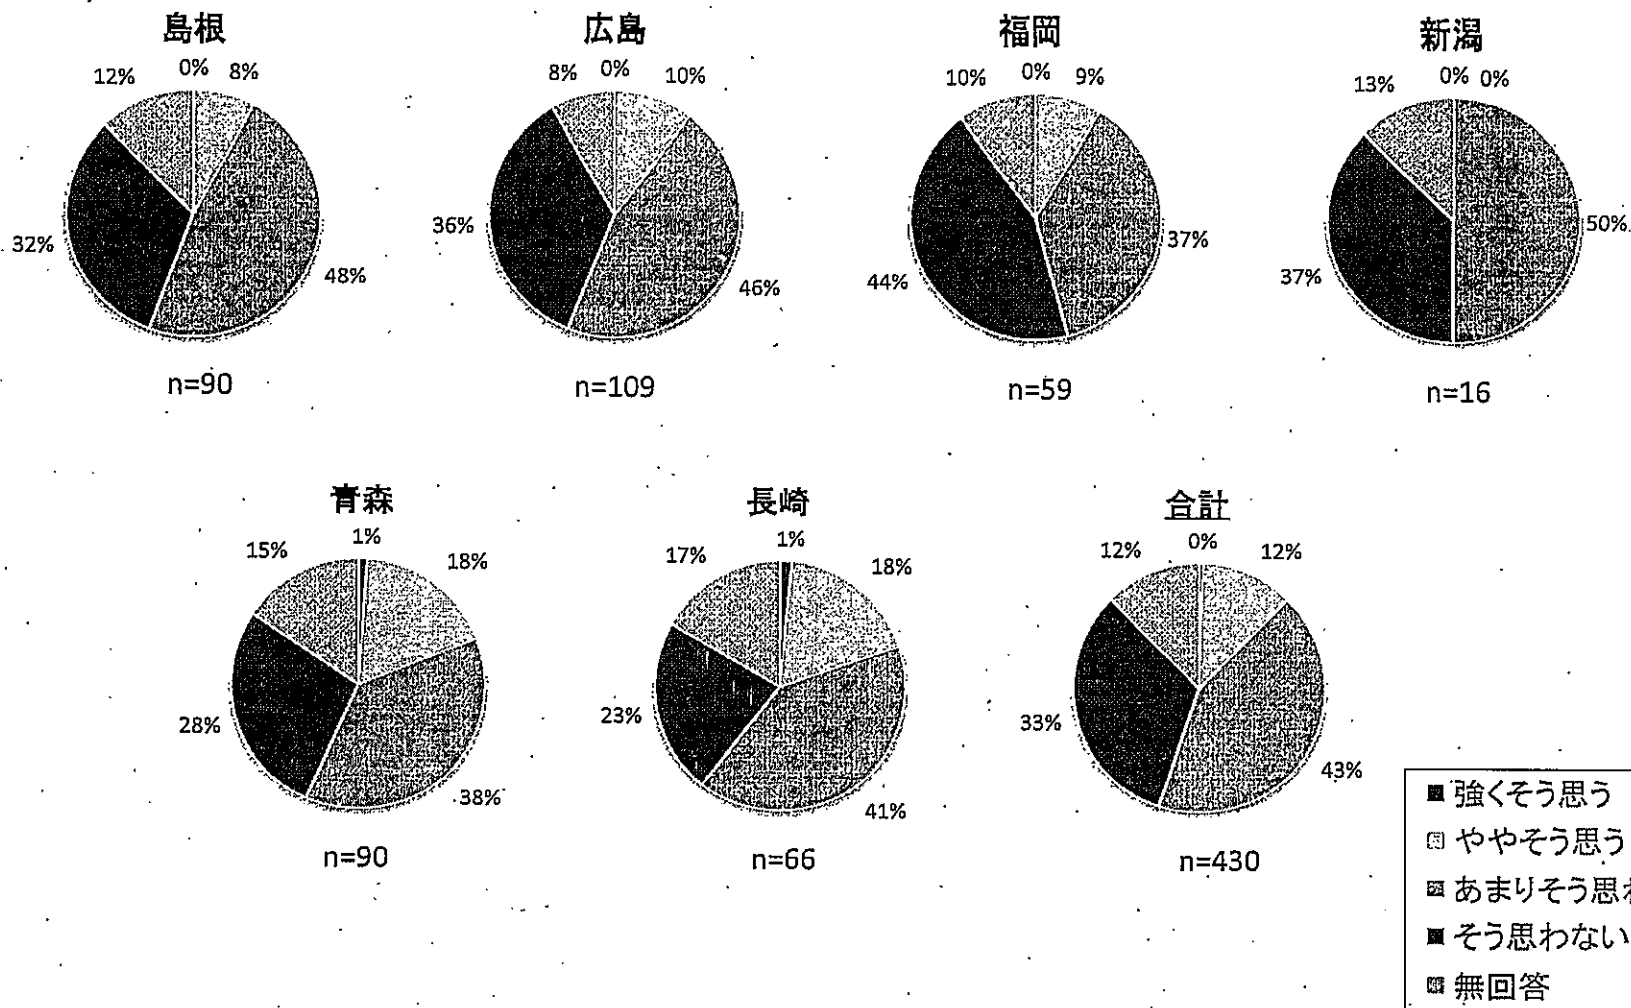 島根
12% 0% 8%
32%
48%
n=90
広島
8% 0% 10%
36%
46%
n=109
福岡
10% 0% 9%
44%
37%
n=59
新潟
13% 0% 0%
37%
50%
n=16
青森
15% 1% 18%
28%
38%
n=90
長崎
17% 1% 18%
23%
41%
n=66
合計
12% 0% 12%
33%
43%
n=430
強くそう思う
ややそう思う
あまりそう思わ
そう思わない
無回答